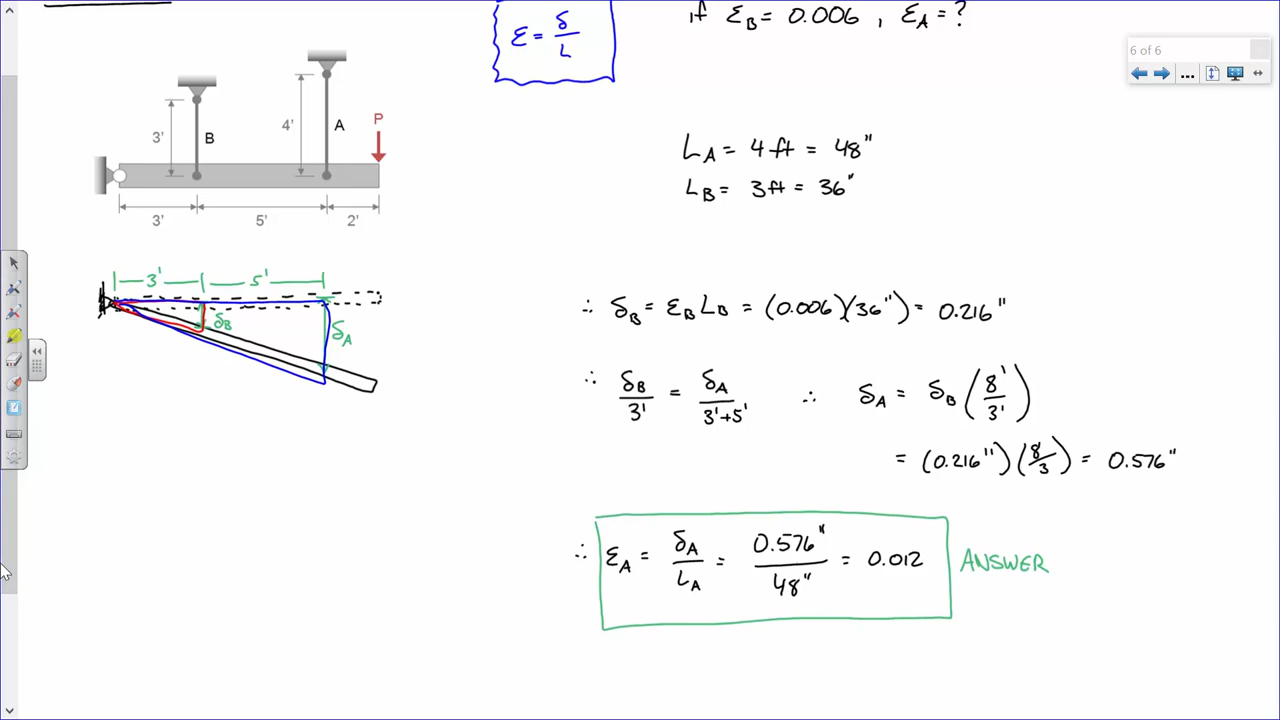 if ε_B = 0.006 , ε_A = ?
ε = δ/L
6 of 6
...
3'
B
4'
A
P
3'
5'
2'
L_A = 4 ft = 48"
L_B = 3 ft = 36"
3'
5'
δ_B
δ_A
∴ δ_B = ε_B L_B = (0.006)(36") = 0.216"
∴ δ_B/3' = δ_A/3'+5' ∴ δ_A = δ_B (8'/3')
= (0.216")(8/3) = 0.576"
∴ ε_A = δ_A/L_A = 0.576"/48" = 0.012 ANSWER